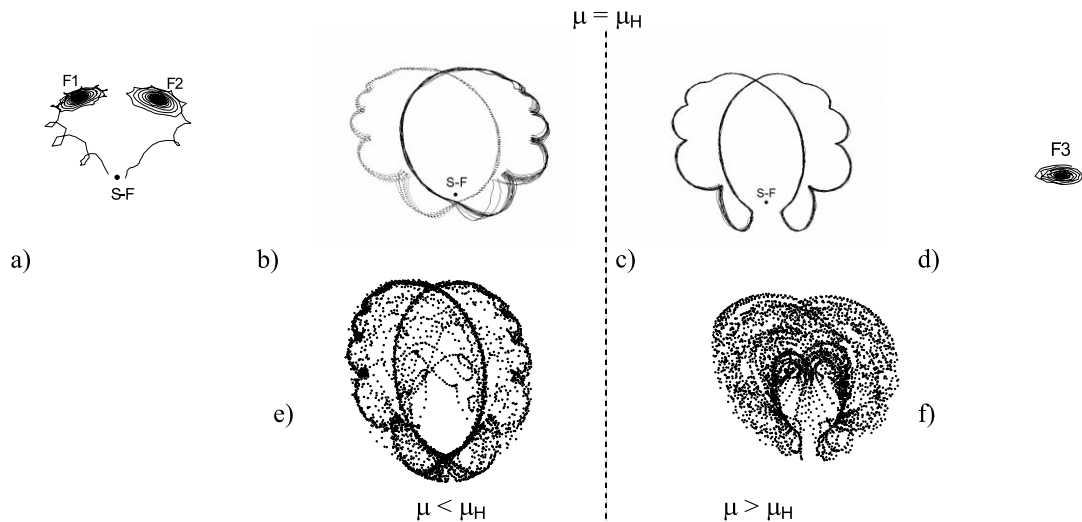 μ = μH
F1
F2
S-F
S-F
S-F
F3
a)
b)
c)
d)
e)
f)
μ < μH
μ > μH